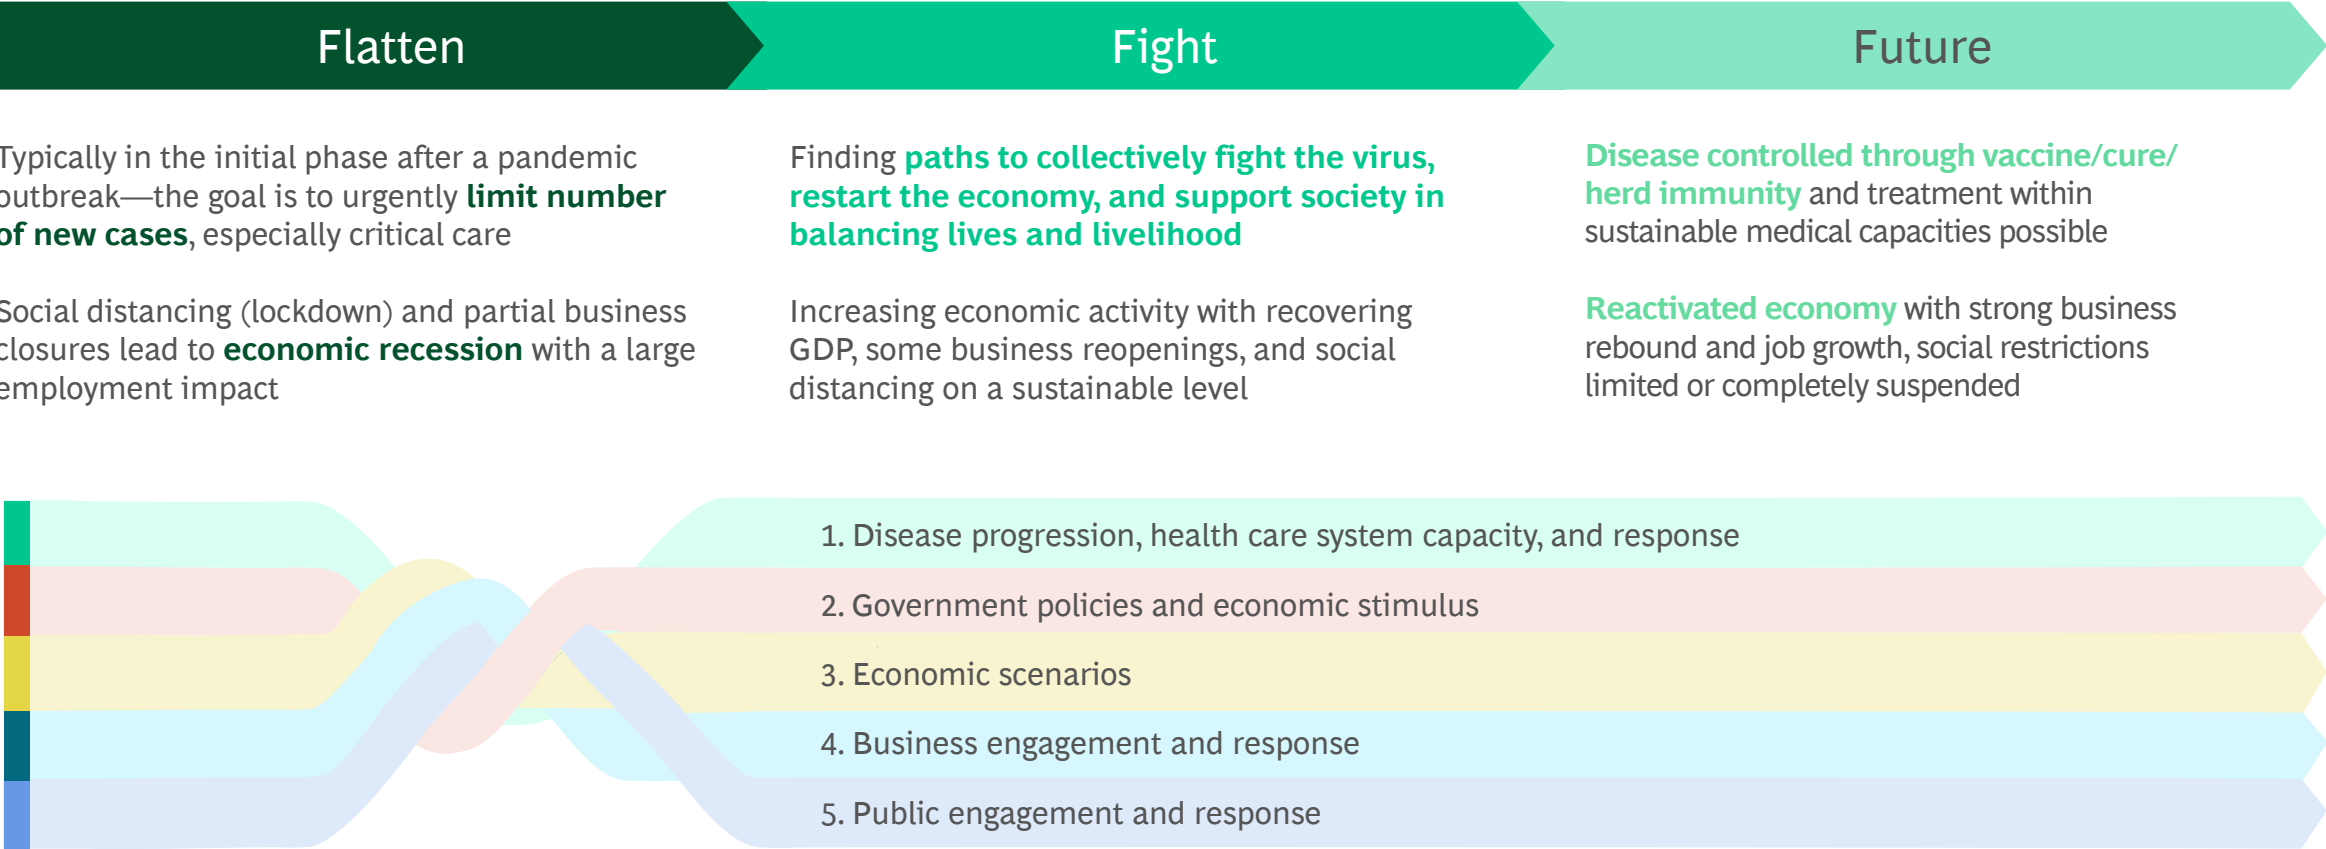 Flatten
Fight
Future
Typically in the initial phase after a pandemic
outbreak—the goal is to urgently limit number
of new cases, especially critical care
Social distancing (lockdown) and partial business
closures lead to economic recession with a large
employment impact
Finding paths to collectively fight the virus,
restart the economy, and support society in
balancing lives and livelihood
Increasing economic activity with recovering
GDP, some business reopenings, and social
distancing on a sustainable level
Disease controlled through vaccine/cure/
herd immunity and treatment within
sustainable medical capacities possible
Reactivated economy with strong business
rebound and job growth, social restrictions
limited or completely suspended
1. Disease progression, health care system capacity, and response
2. Government policies and economic stimulus
3. Economic scenarios
4. Business engagement and response
5. Public engagement and response